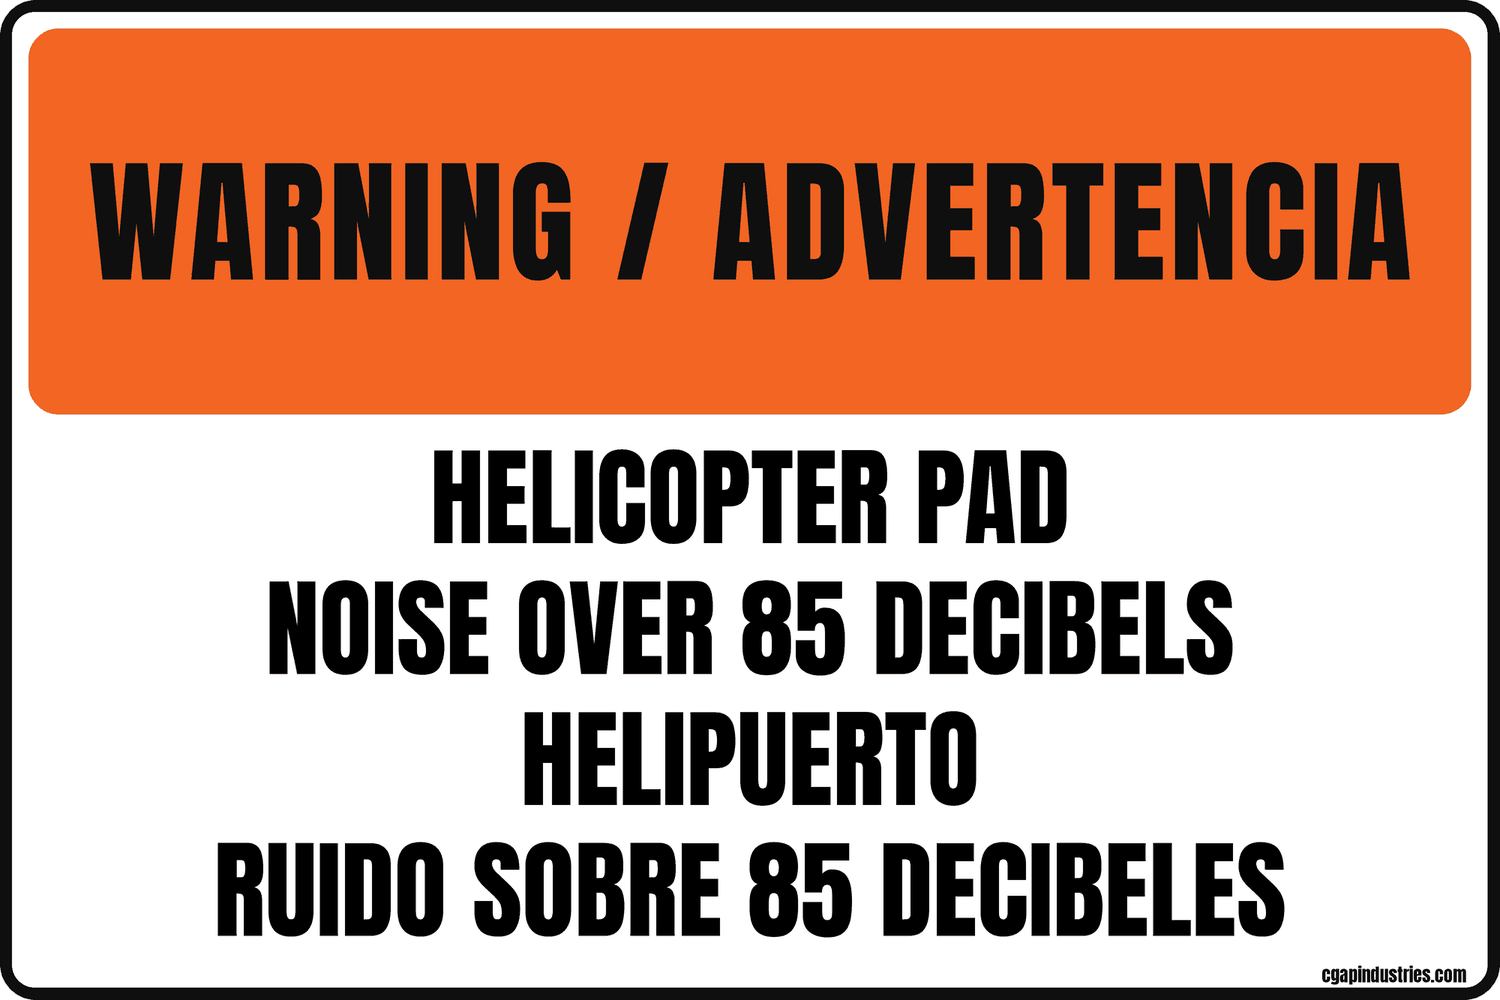 WARNING / ADVERTENCIA
HELICOPTER PAD
NOISE OVER 85 DECIBELS
HELIPUERTO
RUIDO SOBRE 85 DECIBELES
cgapindustries.com